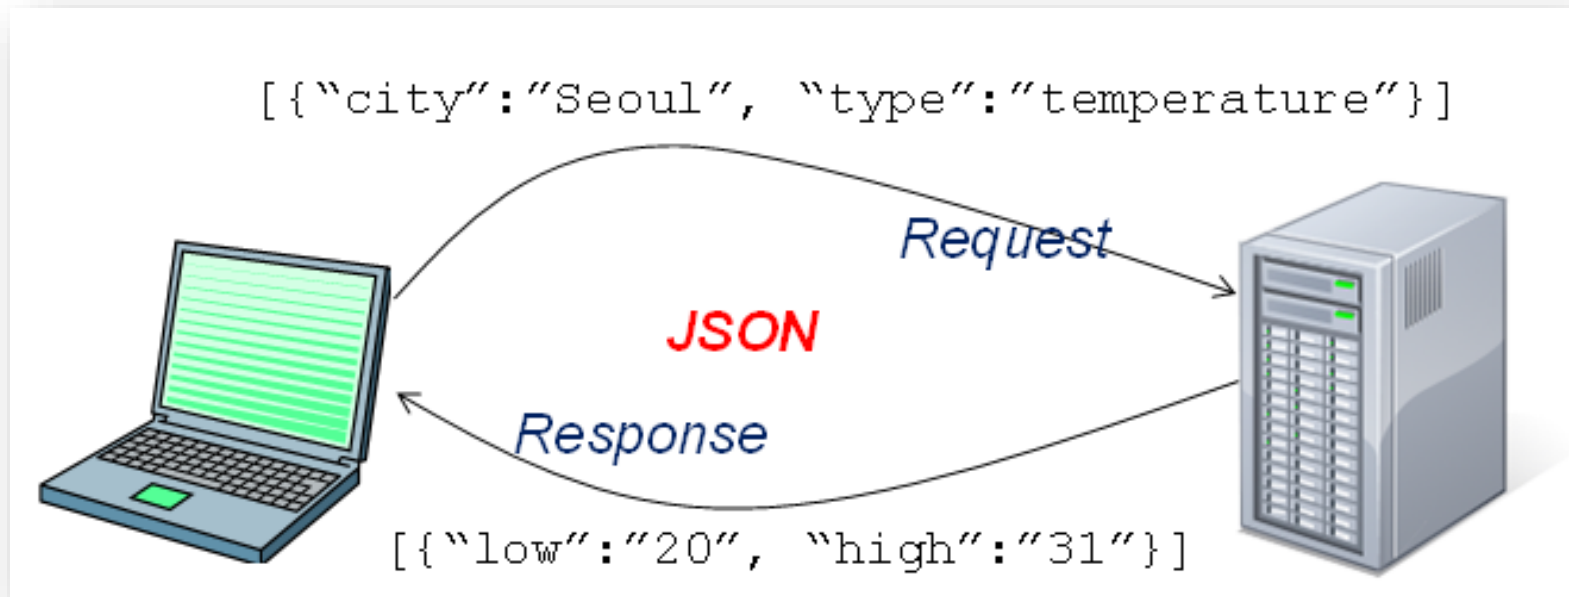 [{“city”:”Seoul”, “type”:”temperature”}]
Request
JSON
Response
[{“low”:”20”, “high”:”31”}]